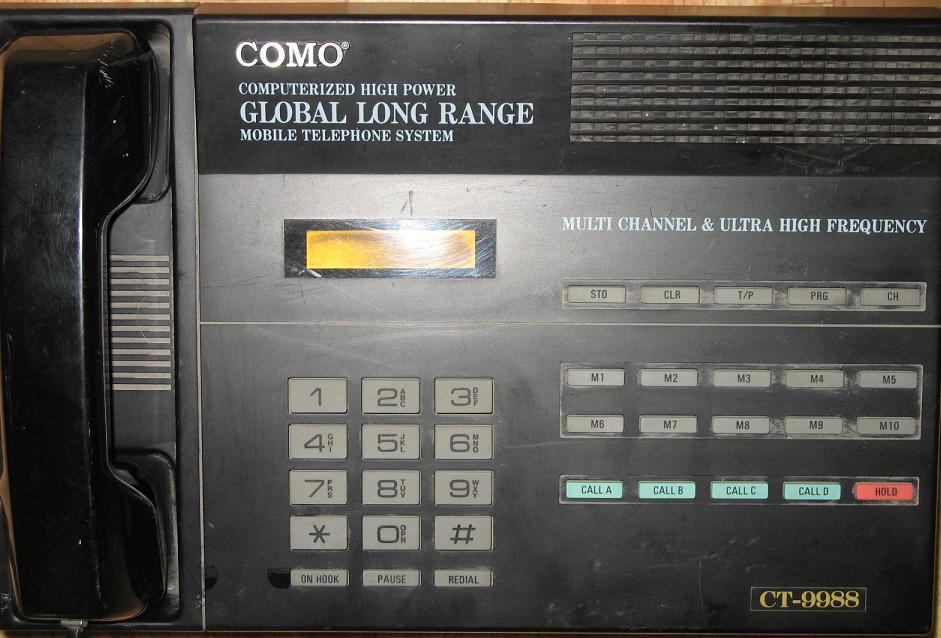 COMO®
COMPUTERIZED HIGH POWER
GLOBAL LONG RANGE
MOBILE TELEPHONE SYSTEM
MULTI CHANNEL & ULTRA HIGH FREQUENCY
STO CLR T/P PRG CH
M1 M2 M3 M4 M5
M6 M7 M8 M9 M10
CALL A CALL B CALL C CALL D HOLD
1 2 ABC 3 DEF
4 GHI 5 JKL 6 MNO
7 PRS 8 TUV 9 WXY
* 0 OPR #
ON HOOK PAUSE REDIAL
CT-9988